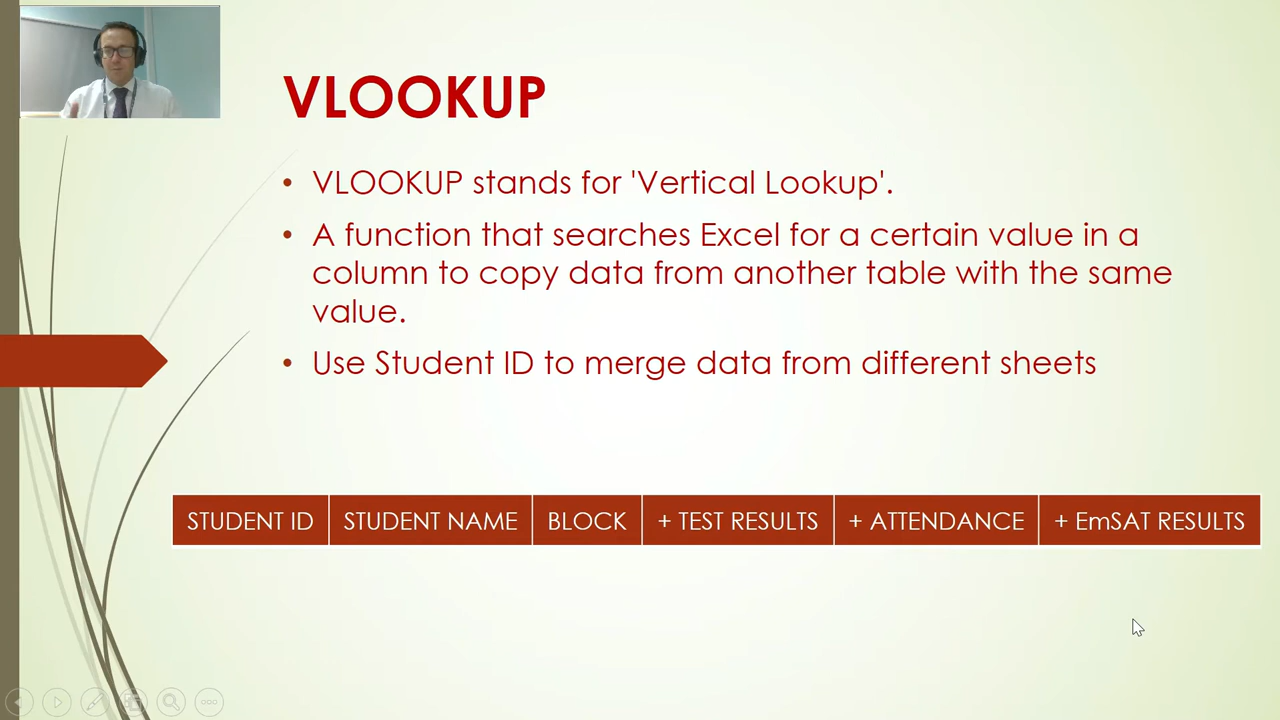 VLOOKUP
• VLOOKUP stands for 'Vertical Lookup'.
• A function that searches Excel for a certain value in a
column to copy data from another table with the same
value.
• Use Student ID to merge data from different sheets
STUDENT ID STUDENT NAME BLOCK + TEST RESULTS + ATTENDANCE + EmSAT RESULTS